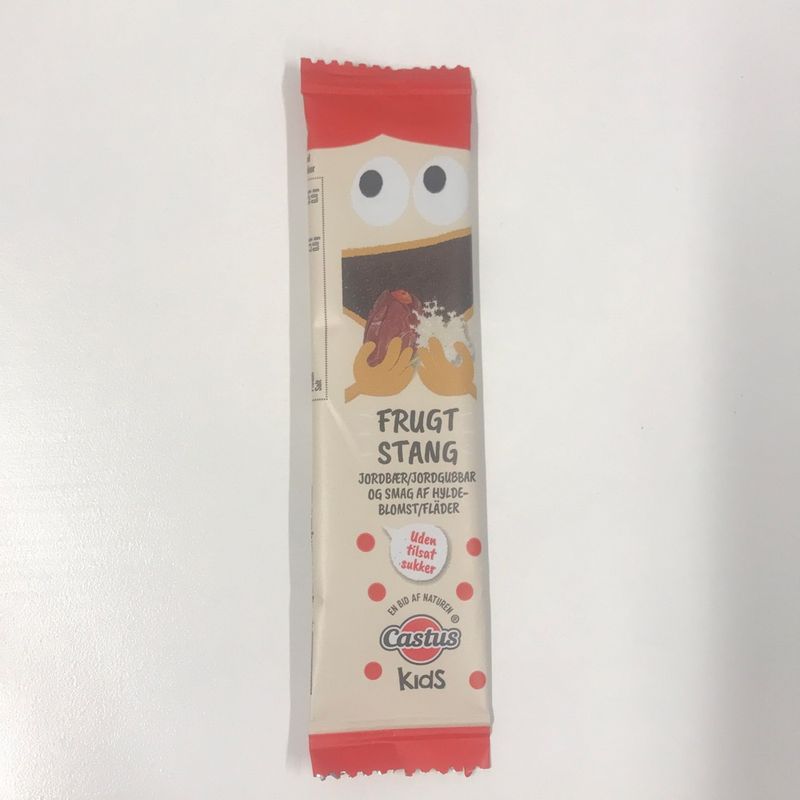 FRUGT
STANG
JORDBÆR/JORDGUBBAR
OG SMAG AF HYLDE-
BLOMST/FLÄDER
Uden
tilsat
sukker
EN BID AF NATUREN
Castus®
KIDS
Salt